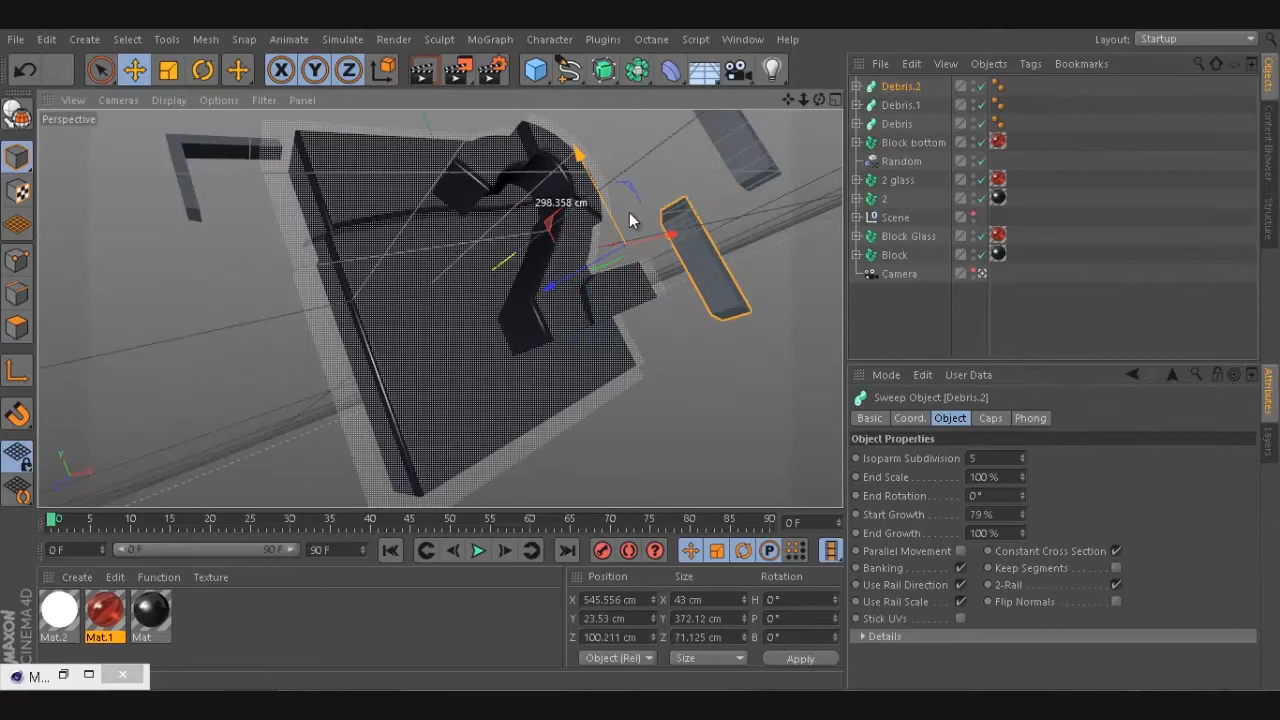 File Edit Create Select Tools Mesh Snap Animate Simulate Render Sculpt MoGraph Character Plugins Octane Script Window Help
Layout: Startup
X Y Z
File Edit View Objects Tags Bookmarks
Objects
Content Browser
Structure
Debris.2
Debris.1
Debris
Block bottom
Random
2 glass
2
Scene
Block Glass
Block
Camera
View Cameras Display Options Filter Panel
Perspective
298.358 cm
Attributes
Layers
Mode Edit User Data
Sweep Object [Debris.2]
Basic Coord. Object Caps Phong
Object Properties
Isoparm Subdivision 5
End Scale 100 %
End Rotation 0 °
Start Growth 79 %
End Growth 100 %
Parallel Movement Constant Cross Section
Banking Keep Segments
Use Rail Direction 2-Rail
Use Rail Scale Flip Normals
Stick UVs
Details
0 5 10 15 20 25 30 35 40 45 50 55 60 65 70 75 80 85 90 0 F
0 F 0 F 90 F 90 F
P
Create Edit Function Texture
Mat.2 Mat.1 Mat
Position Size Rotation
X 545.556 cm X 43 cm H 0 °
Y 23.53 cm Y 372.12 cm P 0 °
Z 100.211 cm Z 71.125 cm B 0 °
Object (Rel) Size Apply
MAXON
CINEMA4D
M...